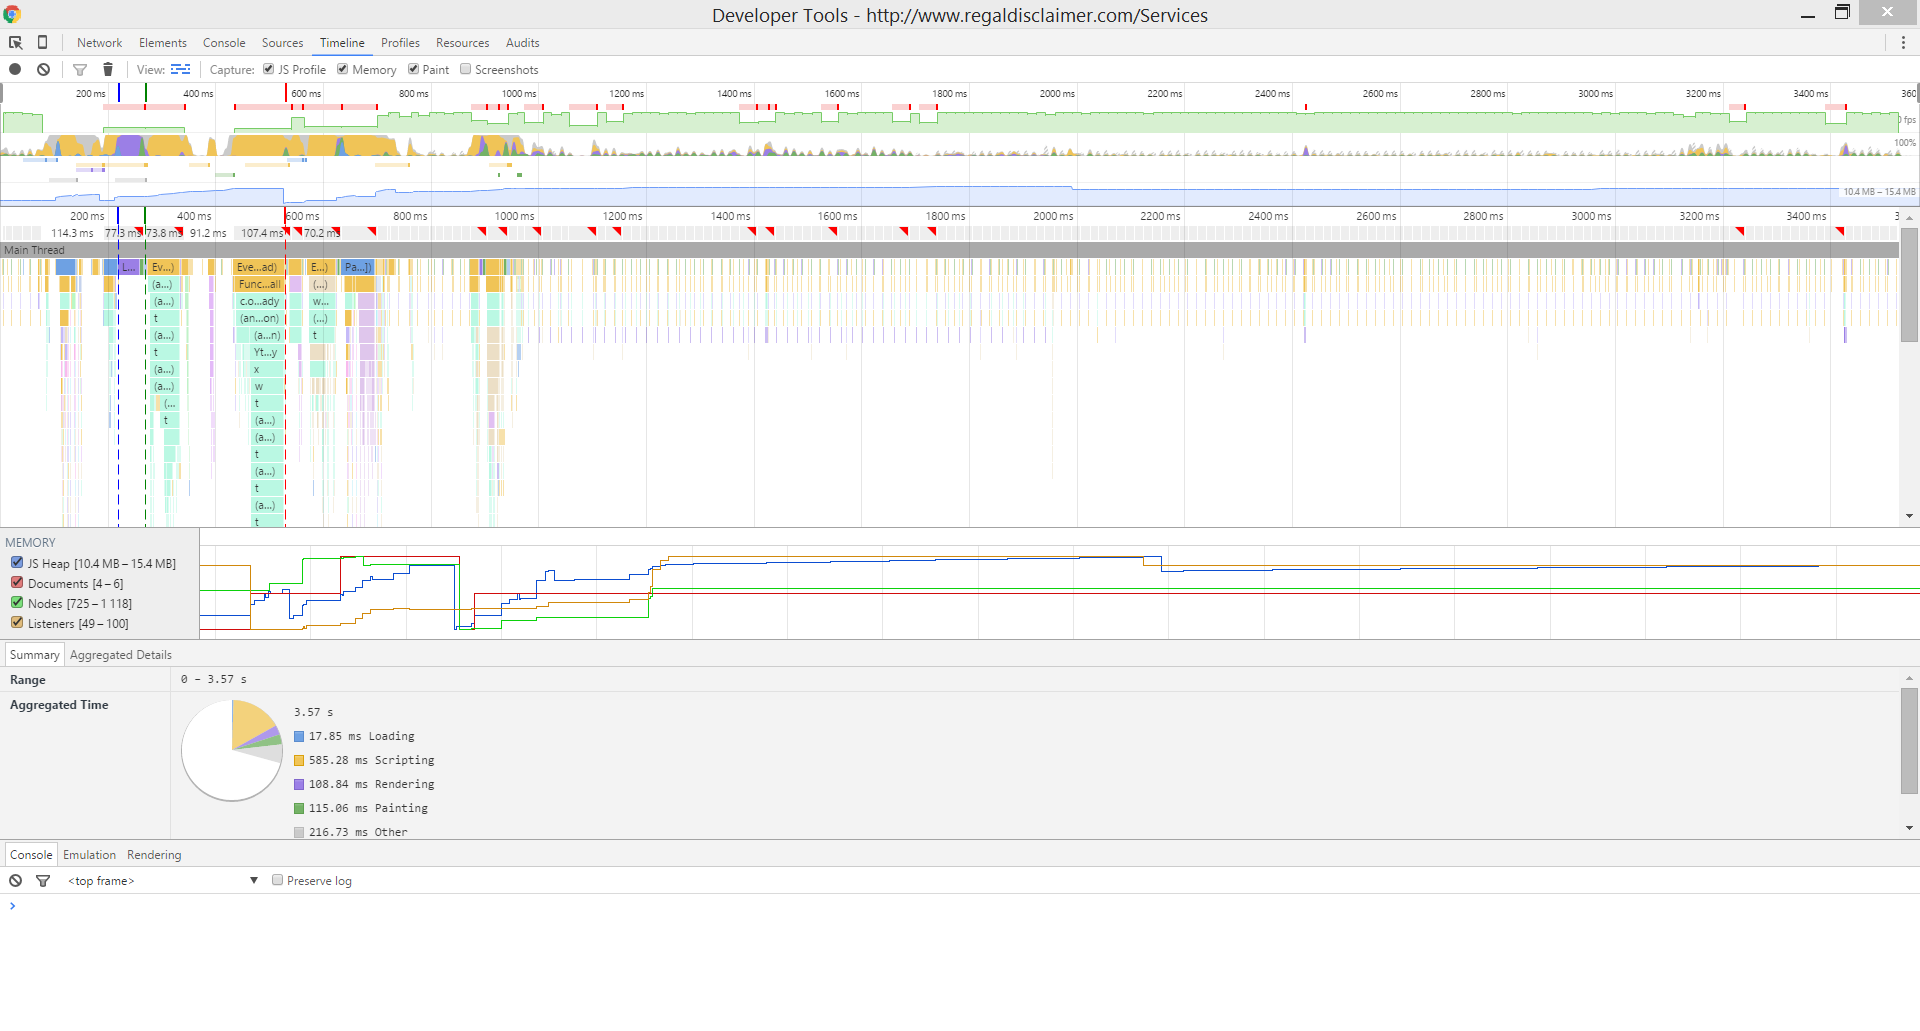 Developer Tools - http://www.regaldisclaimer.com/Services
Network Elements Console Sources Timeline Profiles Resources Audits
View: Capture: JS Profile Memory Paint Screenshots
200 ms 400 ms 600 ms 800 ms 1000 ms 1200 ms 1400 ms 1600 ms 1800 ms 2000 ms 2200 ms 2400 ms 2600 ms 2800 ms 3000 ms 3200 ms 3400 ms 360
fps
100%
10.4 MB – 15.4 MB
200 ms 400 ms 600 ms 800 ms 1000 ms 1200 ms 1400 ms 1600 ms 1800 ms 2000 ms 2200 ms 2400 ms 2600 ms 2800 ms 3000 ms 3200 ms 3400 ms
114.3 ms 77.3 ms 73.8 ms 91.2 ms 107.4 ms 70.2 ms
Main Thread
L... Ev...) Eve...ad) E...) Pa...])
(a...) Func...all (...)
(a...) c.o...ady w...
t (an...on) (...)
(a...) (a...n) t
t Yt...y
(a...) x
(a...) w
(... t
t (a...)
(a...)
t
(a...)
t
(a...)
t
MEMORY
JS Heap [10.4 MB – 15.4 MB]
Documents [4 – 6]
Nodes [725 – 1 118]
Listeners [49 – 100]
Summary Aggregated Details
Range 0 – 3.57 s
Aggregated Time
3.57 s
17.85 ms Loading
585.28 ms Scripting
108.84 ms Rendering
115.06 ms Painting
216.73 ms Other
Console Emulation Rendering
<top frame> ▼ Preserve log
>